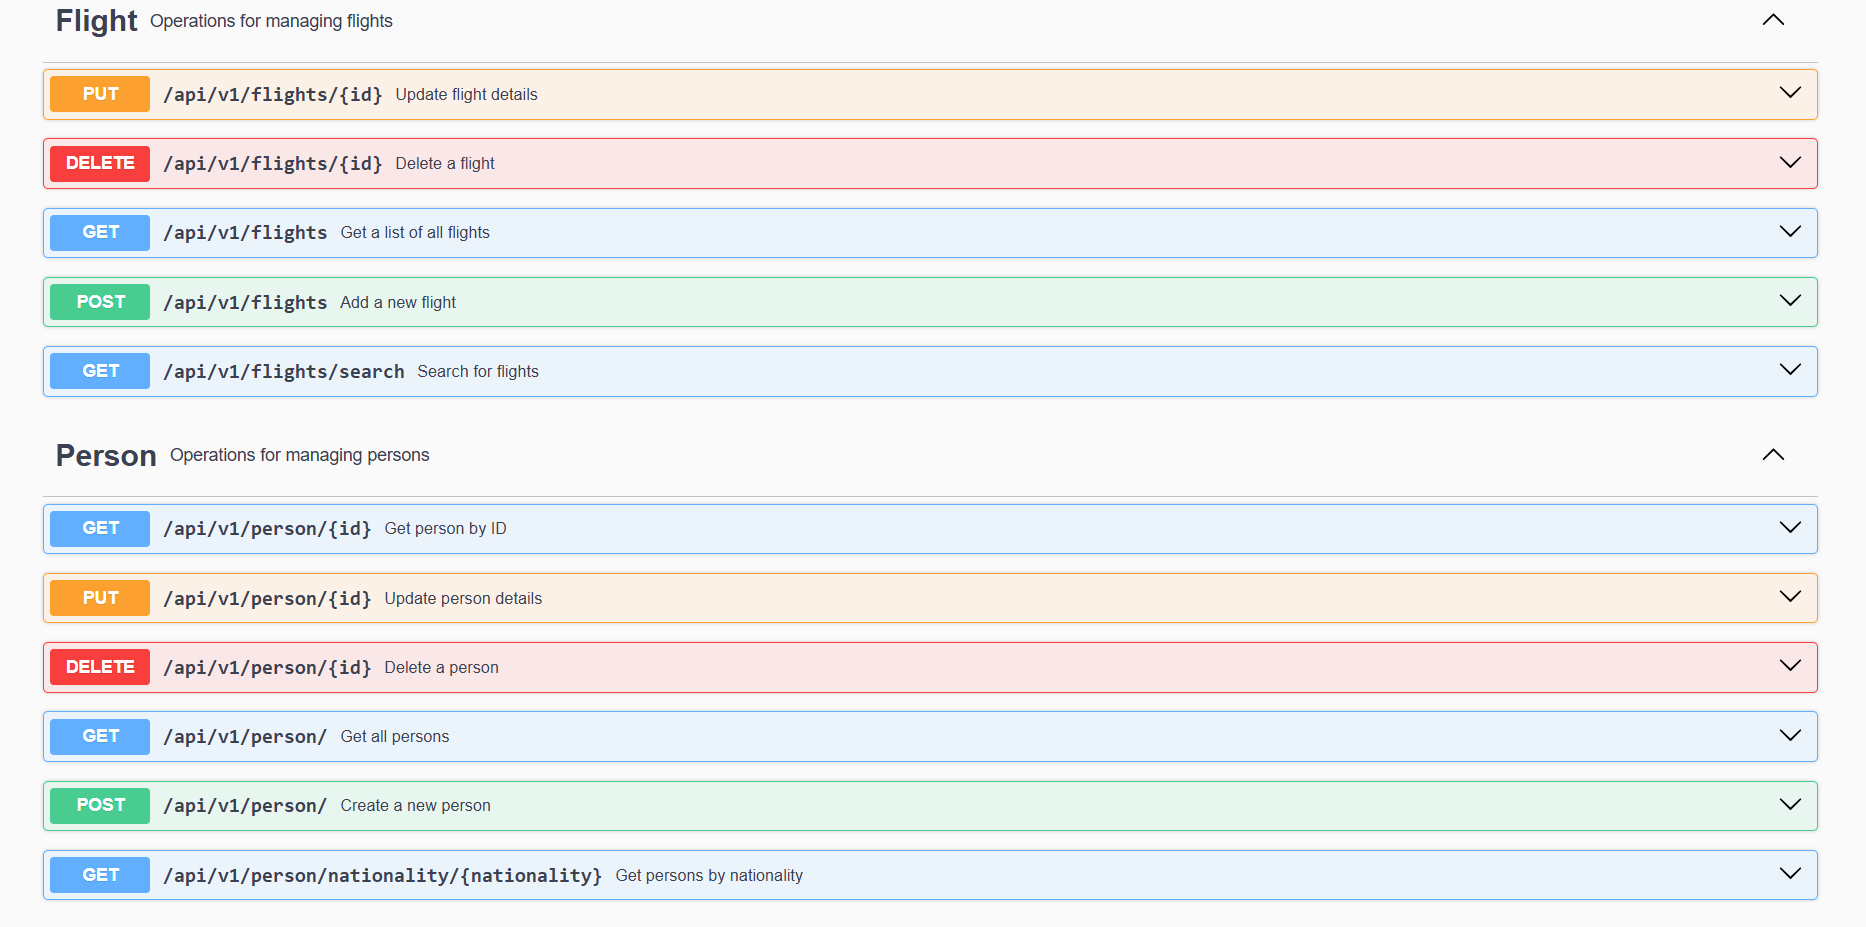 Flight Operations for managing flights
PUT /api/v1/flights/{id} Update flight details
DELETE /api/v1/flights/{id} Delete a flight
GET /api/v1/flights Get a list of all flights
POST /api/v1/flights Add a new flight
GET /api/v1/flights/search Search for flights
Person Operations for managing persons
GET /api/v1/person/{id} Get person by ID
PUT /api/v1/person/{id} Update person details
DELETE /api/v1/person/{id} Delete a person
GET /api/v1/person/ Get all persons
POST /api/v1/person/ Create a new person
GET /api/v1/person/nationality/{nationality} Get persons by nationality